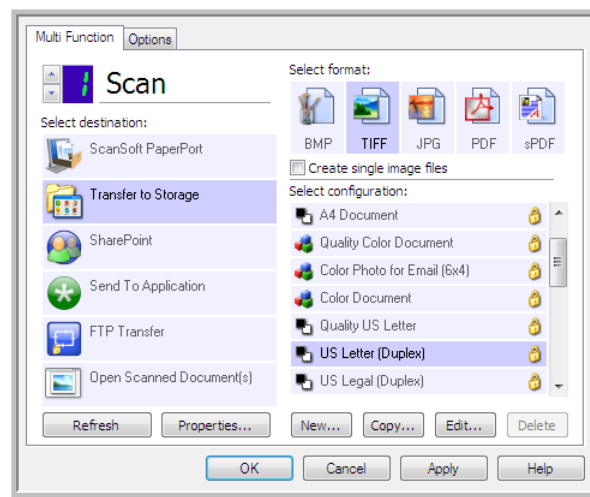 Multi Function
Options
1 Scan
Select destination:
ScanSoft PaperPort
Transfer to Storage
SharePoint
Send To Application
FTP Transfer
Open Scanned Document(s)
Refresh
Properties...
Select format:
BMP
TIFF
JPG
PDF
sPDF
Create single image files
Select configuration:
A4 Document
Quality Color Document
Color Photo for Email (6x4)
Color Document
Quality US Letter
US Letter (Duplex)
US Legal (Duplex)
New...
Copy...
Edit...
Delete
OK
Cancel
Apply
Help